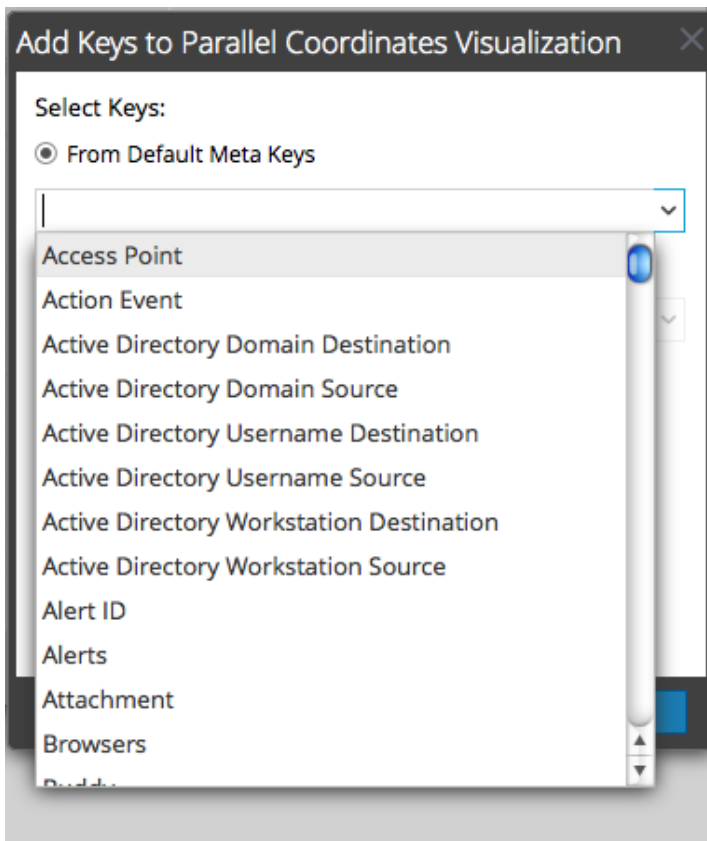 Add Keys to Parallel Coordinates Visualization
Select Keys:
From Default Meta Keys
Access Point
Action Event
Active Directory Domain Destination
Active Directory Domain Source
Active Directory Username Destination
Active Directory Username Source
Active Directory Workstation Destination
Active Directory Workstation Source
Alert ID
Alerts
Attachment
Browsers
Buddy